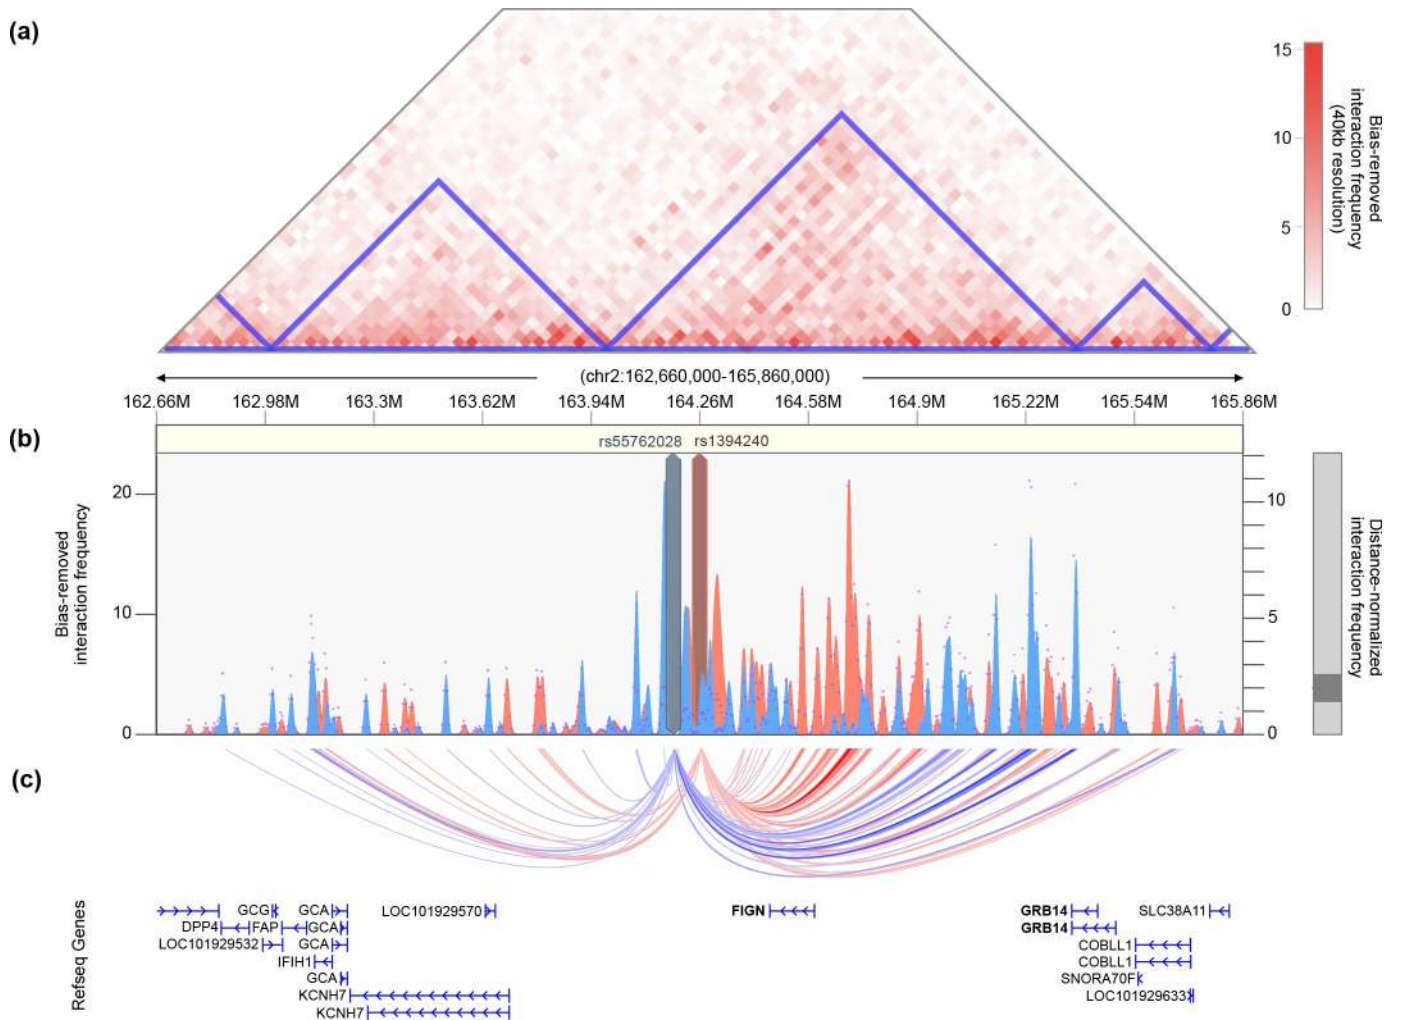 (a)
15
10
5
0
Bias-removed
interaction frequency
(40kb resolution)
(chr2:162,660,000-165,860,000)
162.66M 162.98M 163.3M 163.62M 163.94M 164.26M 164.58M 164.9M 165.22M 165.54M 165.86M
(b)
rs55762028 rs1394240
20
10
0
Bias-removed
interaction frequency
10
5
0
Distance-normalized
interaction frequency
(c)
Refseq Genes
GCG GCA LOC101929570 FIGN GRB14 SLC38A11
DPP4 FAP GCA GRB14
LOC101929532 GCA COBLL1
IFIH1 COBLL1
GCA SNORA70F
KCNH7 LOC101929633
KCNH7